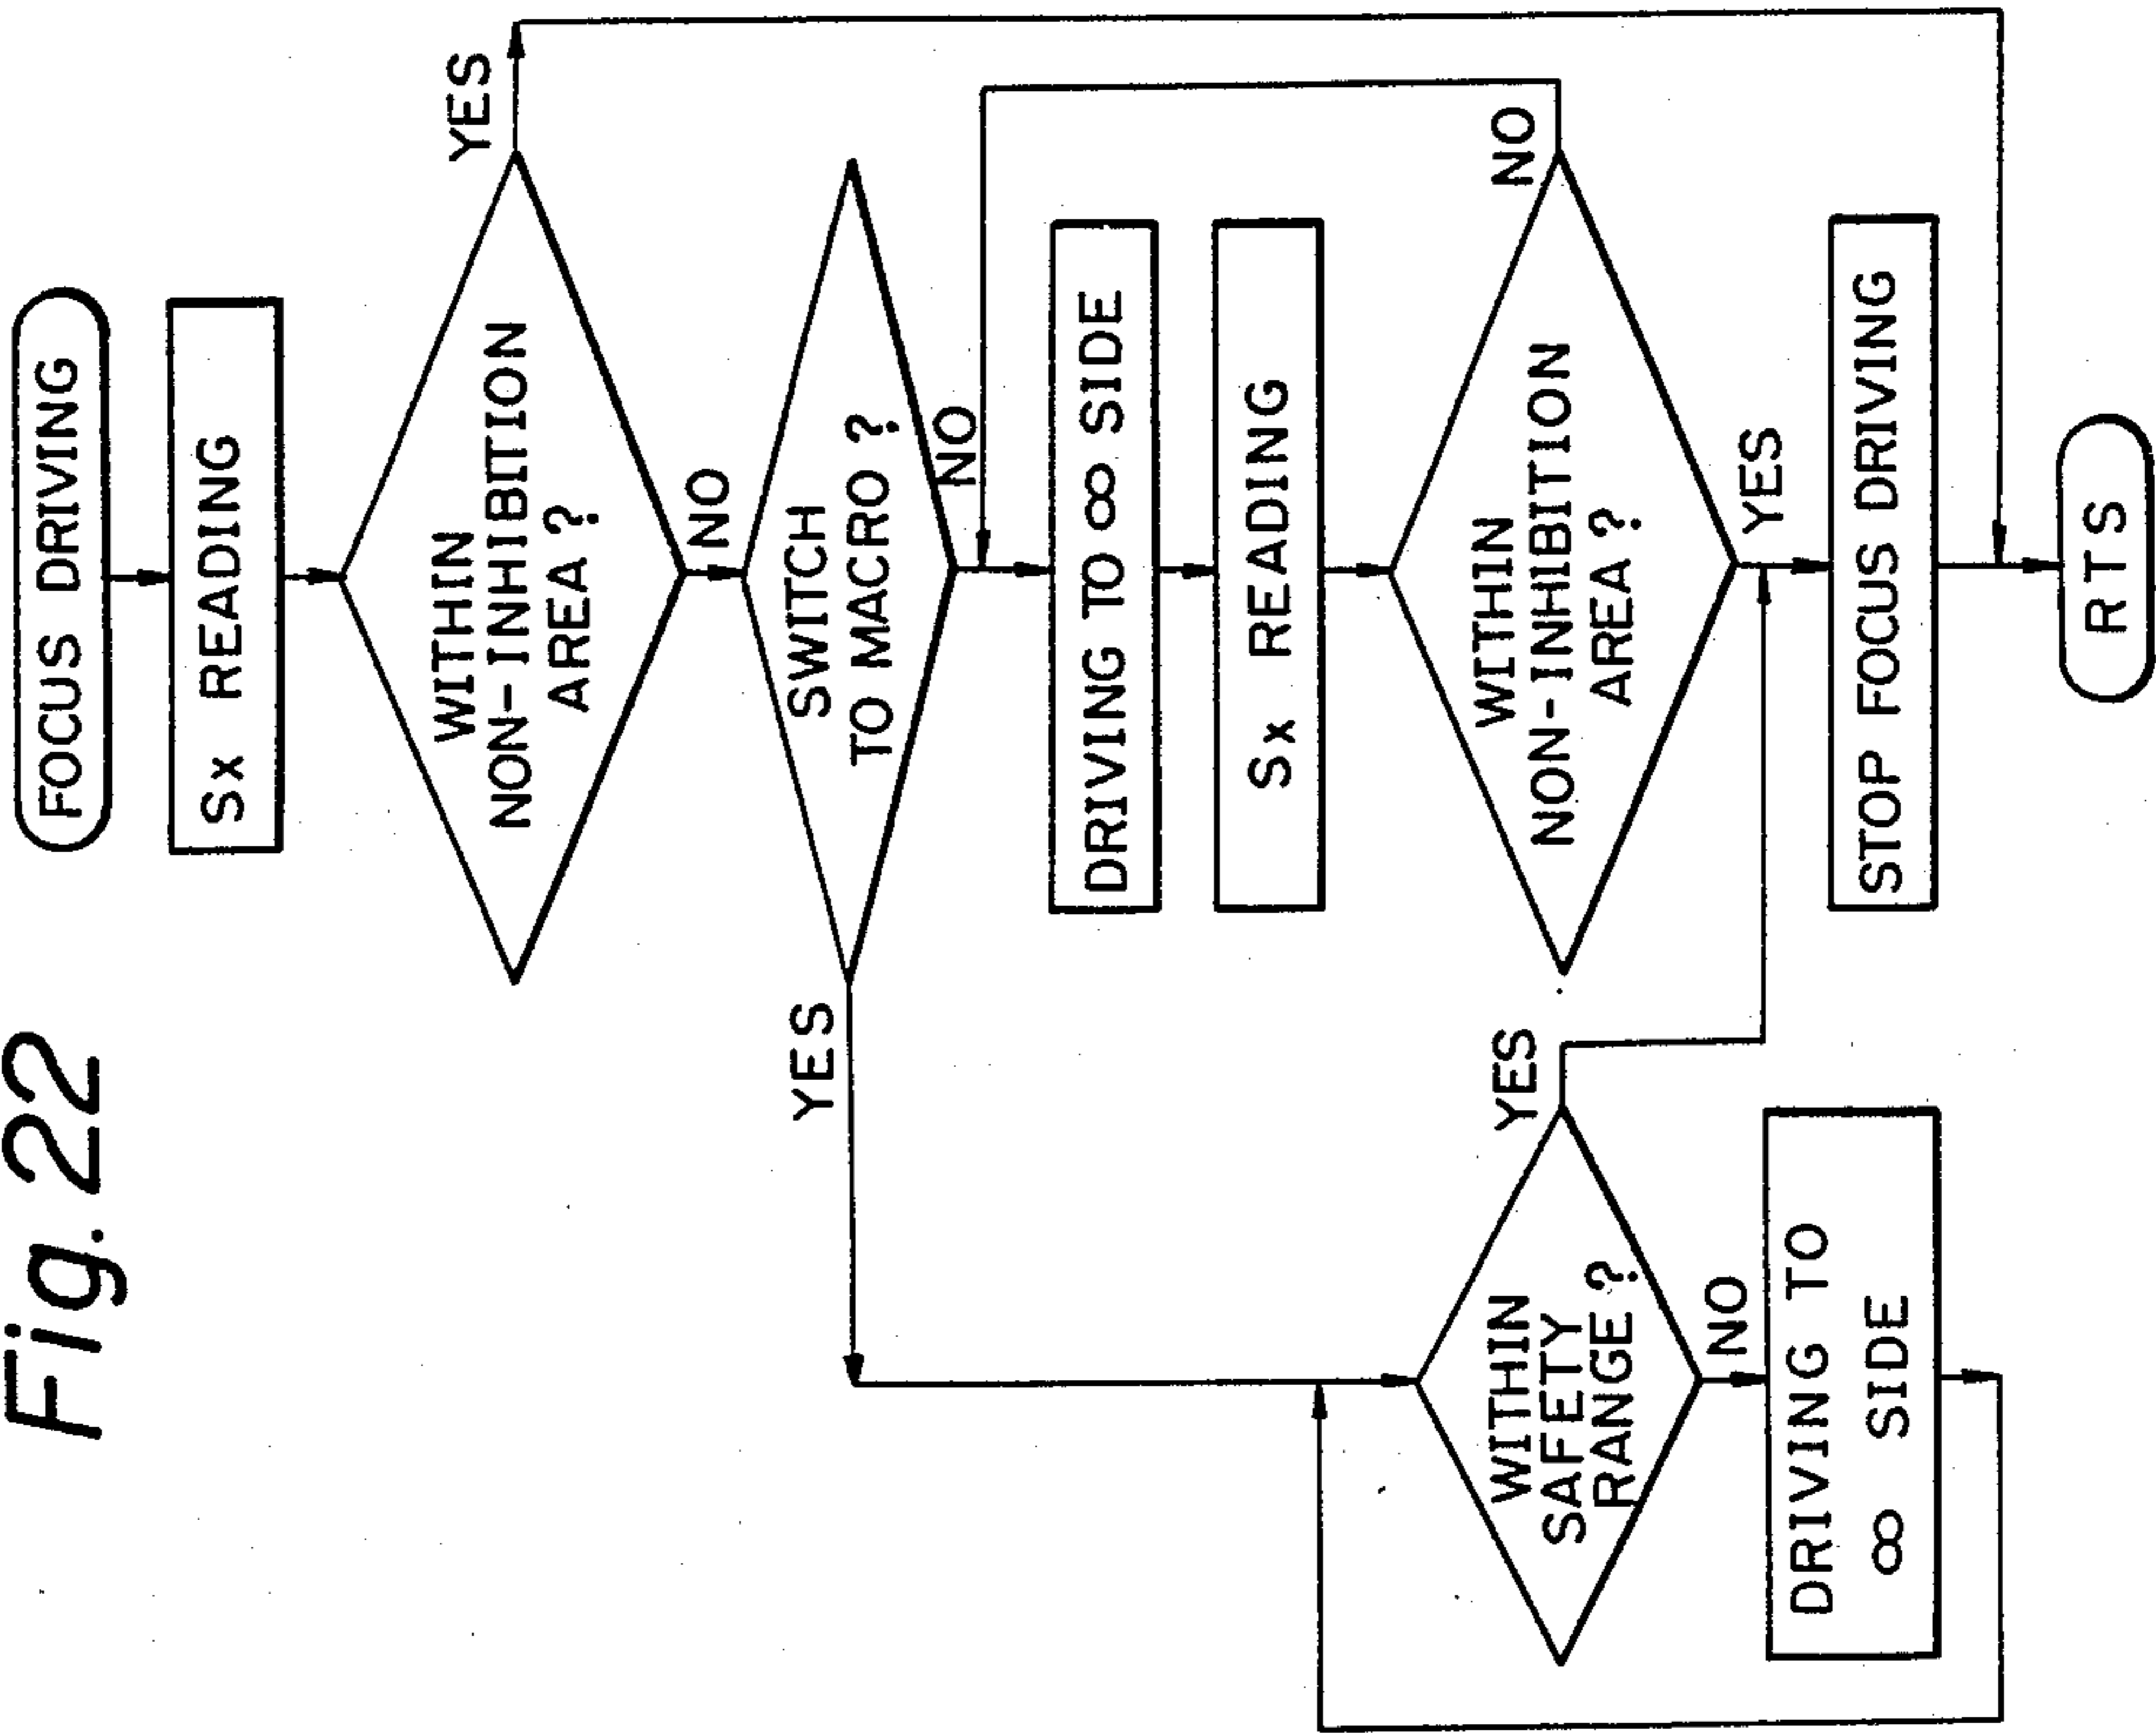 Fig. 22
FOCUS DRIVING
Sx READING
WITHIN
NON-INHIBITION
AREA ?
YES
NO
SWITCH
TO MACRO ?
YES
NO
DRIVING TO ∞ SIDE
Sx READING
WITHIN
NON-INHIBITION
AREA ?
NO
YES
WITHIN
SAFETY
RANGE ?
YES
NO
DRIVING TO
∞ SIDE
STOP FOCUS DRIVING
RTS